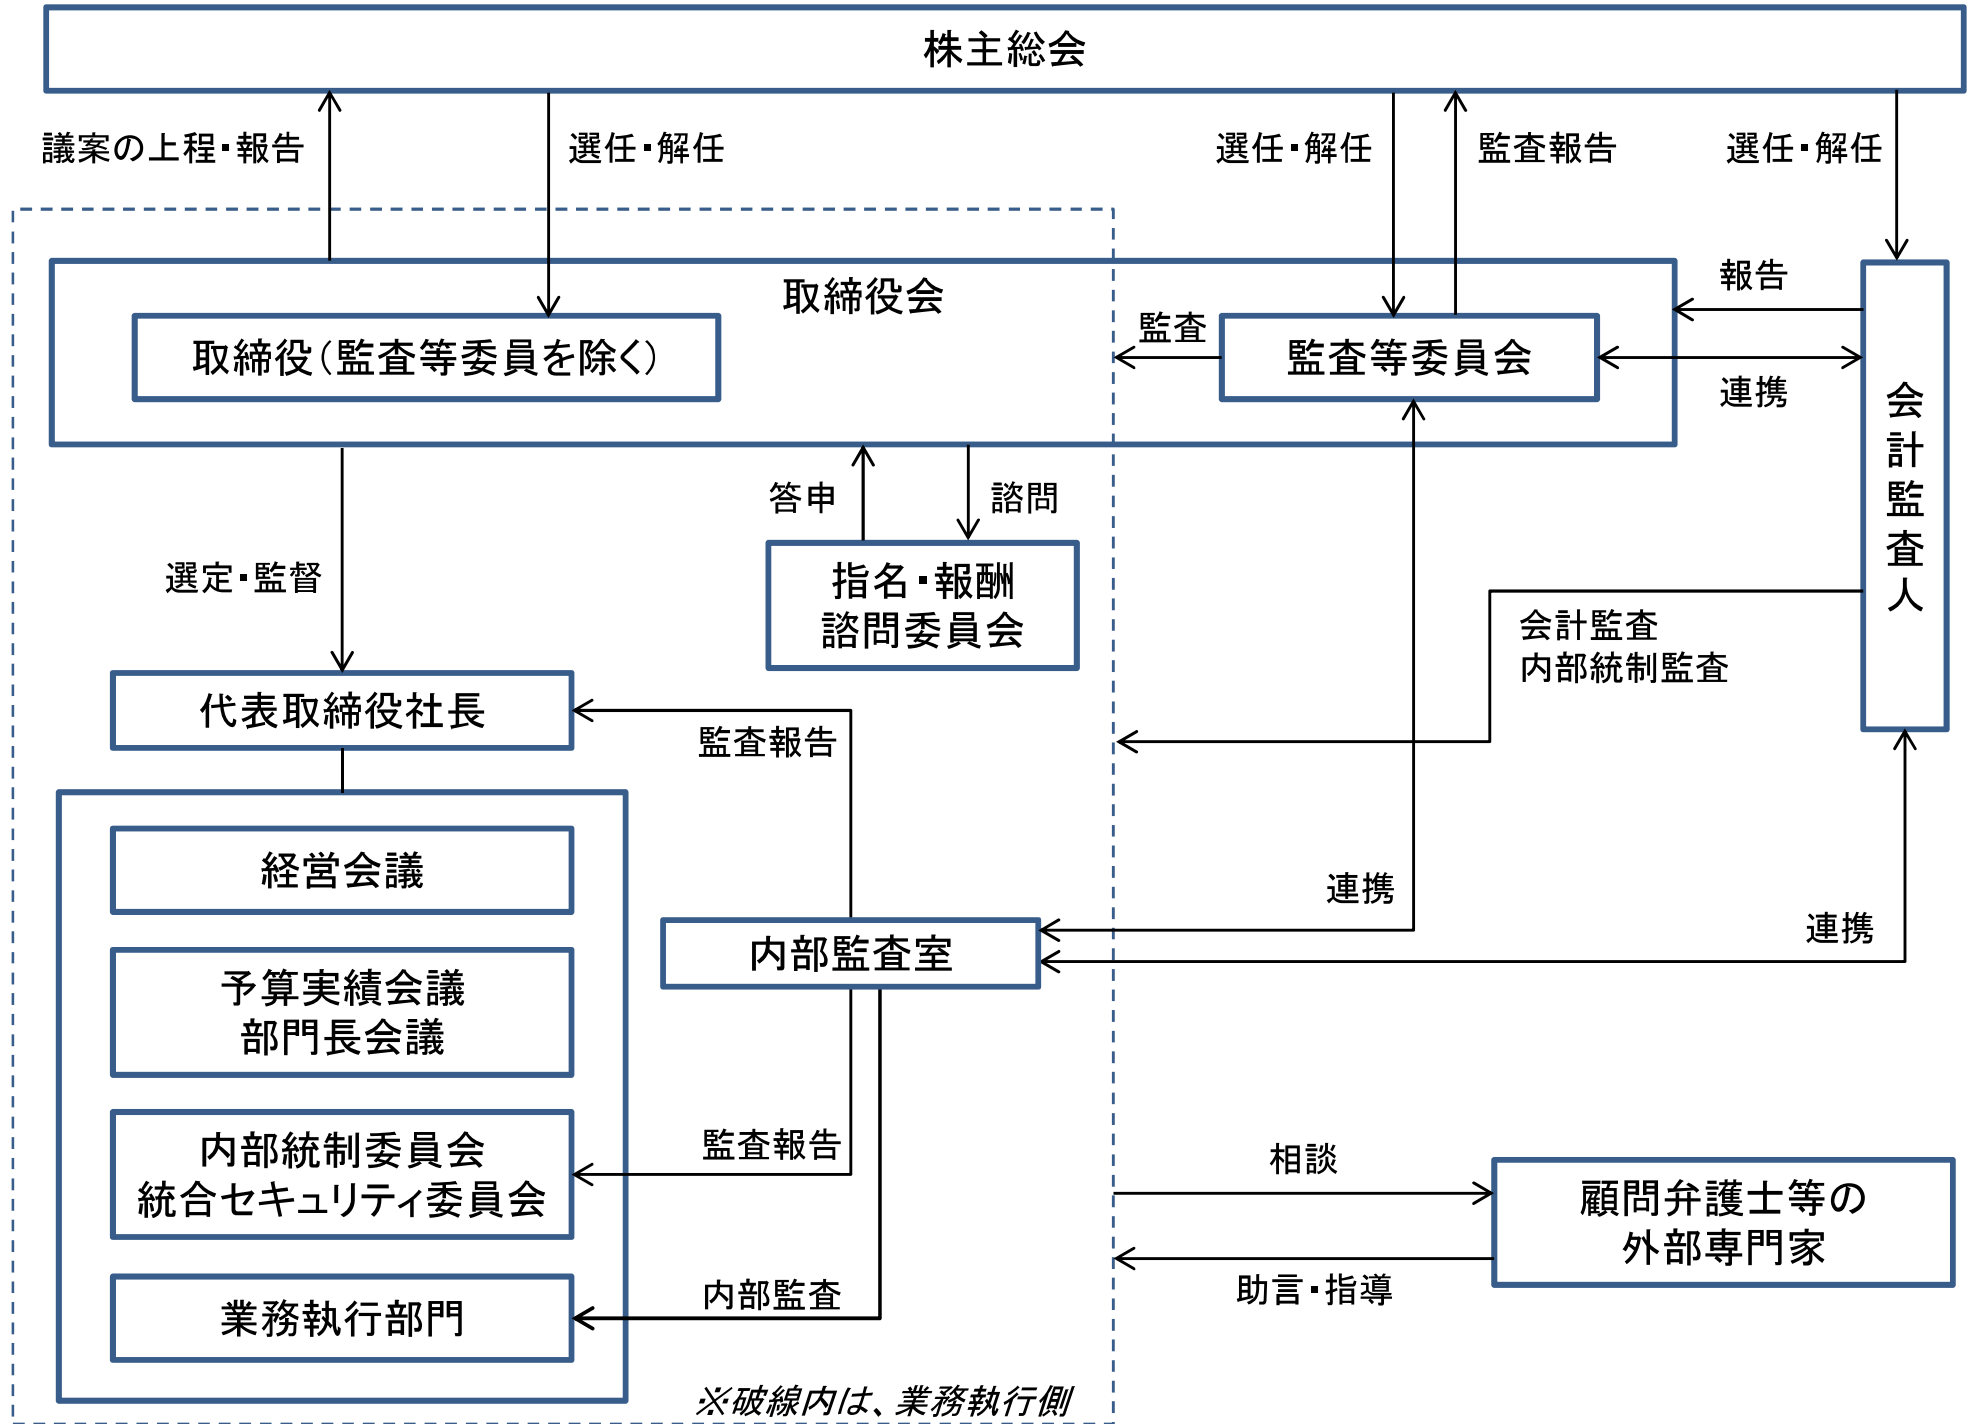 株主総会
議案の上程・報告
選任・解任
選任・解任
監査報告
選任・解任
取締役会
報告
監査
取締役（監査等委員を除く）
監査等委員会
連携
会計監査人
答申
諮問
選定・監督
指名・報酬
諮問委員会
会計監査
内部統制監査
代表取締役社長
監査報告
経営会議
連携
連携
内部監査室
予算実績会議
部門長会議
監査報告
内部統制委員会
統合セキュリティ委員会
相談
顧問弁護士等の
外部専門家
助言・指導
内部監査
業務執行部門
※破線内は、業務執行側